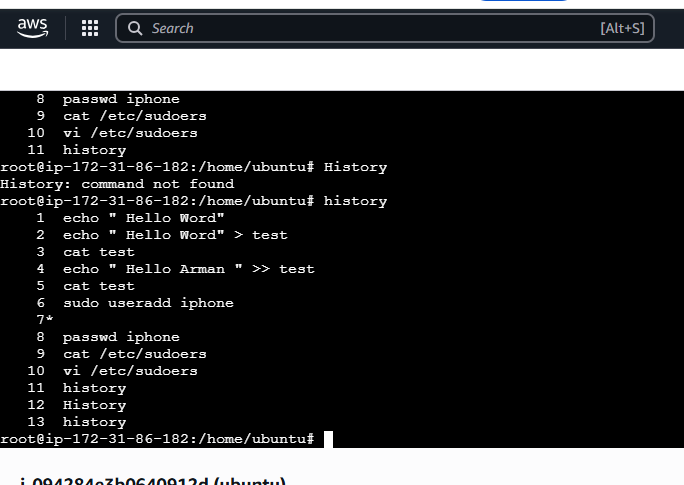 aws
Search [Alt+S]
8 passwd iphone
9 cat /etc/sudoers
10 vi /etc/sudoers
11 history
root@ip-172-31-86-182:/home/ubuntu# History
History: command not found
root@ip-172-31-86-182:/home/ubuntu# history
1 echo " Hello Word"
2 echo " Hello Word" > test
3 cat test
4 echo " Hello Arman " >> test
5 cat test
6 sudo useradd iphone
7*
8 passwd iphone
9 cat /etc/sudoers
10 vi /etc/sudoers
11 history
12 History
13 history
root@ip-172-31-86-182:/home/ubuntu#
i-094284e3b0640912d (ubuntu)